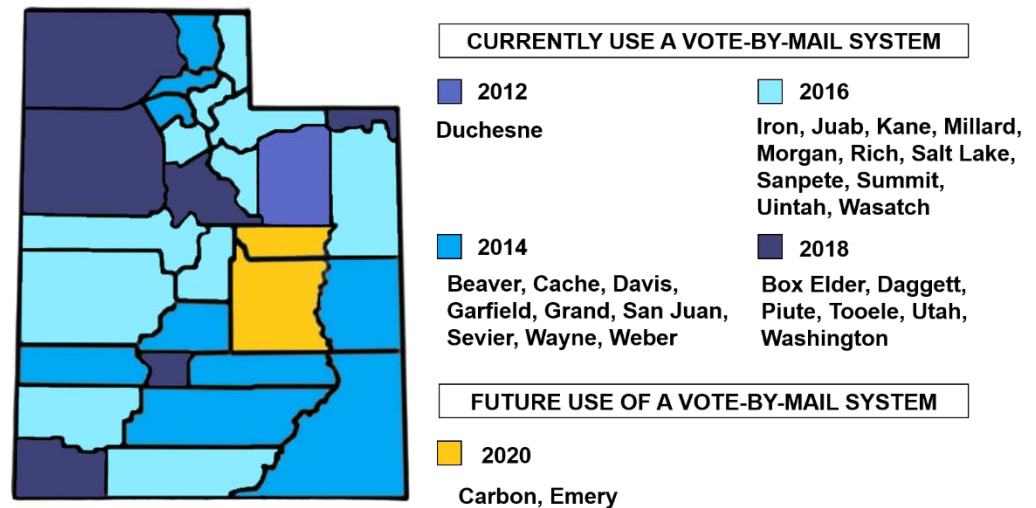 CURRENTLY USE A VOTE-BY-MAIL SYSTEM
2012
Duchesne
2016
Iron, Juab, Kane, Millard,
Morgan, Rich, Salt Lake,
Sanpete, Summit,
Uintah, Wasatch
2014
Beaver, Cache, Davis,
Garfield, Grand, San Juan,
Sevier, Wayne, Weber
2018
Box Elder, Daggett,
Piute, Tooele, Utah,
Washington
FUTURE USE OF A VOTE-BY-MAIL SYSTEM
2020
Carbon, Emery